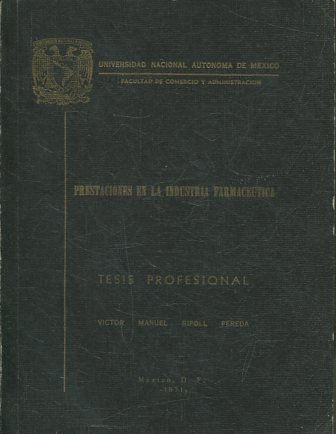 UNIVERSIDAD NACIONAL AUTONOMA DE MEXICO
FACULTAD DE COMERCIO Y ADMINISTRACION
PRESTACIONES EN LA INDUSTRIA FARMACEUTICA
TESIS PROFESIONAL
VICTOR MANUEL RIPOLL PEREDA
México, D. F.